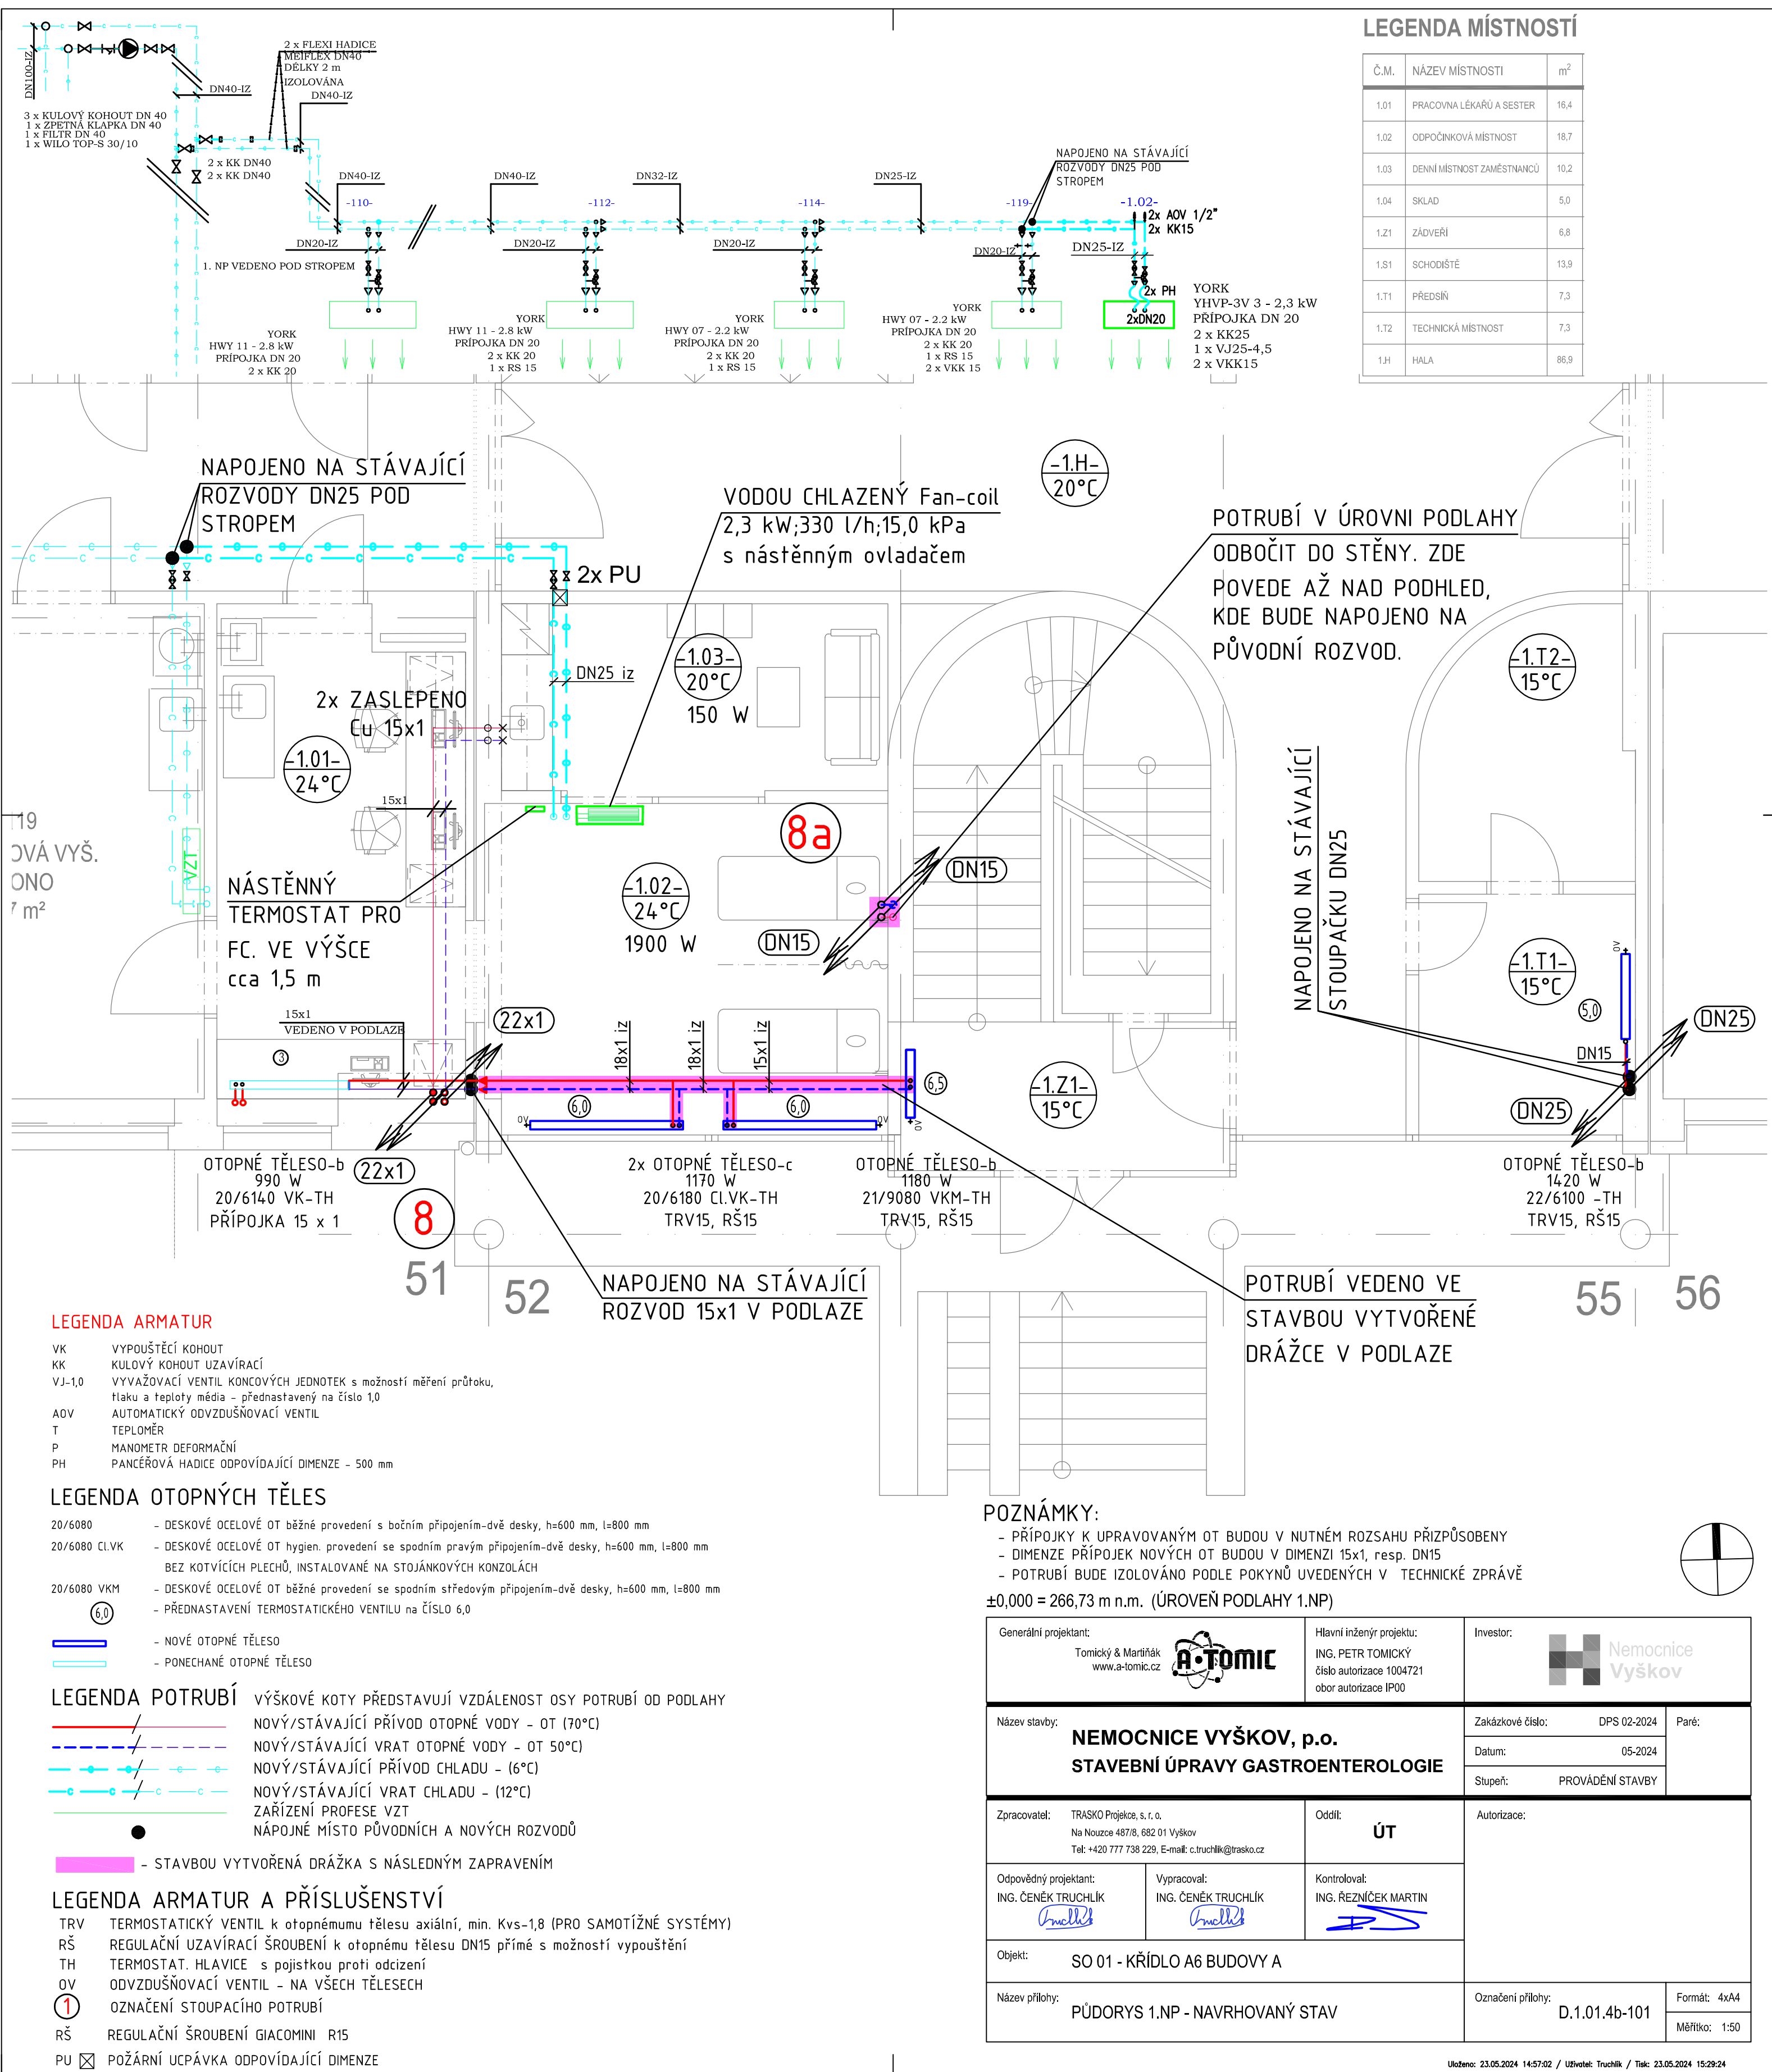 DN100-IZ
DN40-IZ
2 x FLEXI HADICE
MEIFLEX DN40
DÉLKY 2 m
IZOLOVÁNA
DN40-IZ
3 x KULOVÝ KOHOUT DN 40
1 x ZPETNÁ KLAPKA DN 40
1 x FILTR DN 40
1 x WILO TOP-S 30/10
2 x KK DN40
2 x KK DN40
DN40-IZ
DN40-IZ
DN32-IZ
DN25-IZ
NAPOJENO NA STÁVAJÍCÍ
ROZVODY DN25 POD
STROPEM
-110-
-112-
-114-
-119-
-1.02-
2x AOV 1/2"
2x KK15
DN20-IZ
DN20-IZ
DN20-IZ
DN20-IZ
DN25-IZ
1. NP VEDENO POD STROPEM
2x PH
2xDN20
YORK
HWY 11 - 2.8 kW
PRÍPOJKA DN 20
2 x KK 20
YORK
HWY 11 - 2.8 kW
PRÍPOJKA DN 20
2 x KK 20
1 x RS 15
YORK
HWY 07 - 2.2 kW
PRÍPOJKA DN 20
2 x KK 20
1 x RS 15
YORK
HWY 07 - 2.2 kW
PRÍPOJKA DN 20
2 x KK 20
1 x RS 15
2 x VKK 15
YORK
YHVP-3V 3 - 2,3 kW
PŘÍPOJKA DN 20
2 x KK25
1 x VJ25-4,5
2 x VKK15
LEGENDA MÍSTNOSTÍ
Č.M. NÁZEV MÍSTNOSTI m²
1.01 PRACOVNA LÉKAŘŮ A SESTER 16,4
1.02 ODPOČINKOVÁ MÍSTNOST 18,7
1.03 DENNÍ MÍSTNOST ZAMĚSTNANCŮ 10,2
1.04 SKLAD 5,0
1.Z1 ZÁDVEŘÍ 6,8
1.S1 SCHODIŠTĚ 13,9
1.T1 PŘEDSÍŇ 7,3
1.T2 TECHNICKÁ MÍSTNOST 7,3
1.H HALA 86,9
NAPOJENO NA STÁVAJÍCÍ
ROZVODY DN25 POD
STROPEM
VODOU CHLAZENÝ Fan-coil
2,3 kW;330 l/h;15,0 kPa
s nástěnným ovladačem
-1.H-
20°C
POTRUBÍ V ÚROVNI PODLAHY
ODBOČIT DO STĚNY. ZDE
POVEDE AŽ NAD PODHLED,
KDE BUDE NAPOJENO NA
PŮVODNÍ ROZVOD.
2x PU
-1.03-
20°C
150 W
DN25 iz
-1.T2-
15°C
2x ZASLEPENO
Cu 15x1
-1.01-
24°C
15x1
119
OVÁ VYŠ.
ONO
7 m²
VZT
8a
NÁSTĚNNÝ
TERMOSTAT PRO
FC. VE VÝŠCE
cca 1,5 m
-1.02-
24°C
1900 W
DN15
DN15
NAPOJENO NA STÁVAJÍCÍ
STOUPAČKU DN25
-1.T1-
15°C
OV
5,0
DN15
DN25
DN25
15x1
VEDENO V PODLAZE
3
22x1
22x1
18x1 iz
18x1 iz
15x1 iz
6,0
6,0
6,5
OV
OV
OV
-1.Z1-
15°C
OTOPNÉ TĚLESO-b
990 W
20/6140 VK-TH
PŘÍPOJKA 15 x 1
8
2x OTOPNÉ TĚLESO-c
1170 W
20/6180 Cl.VK-TH
TRV15, RŠ15
OTOPNÉ TĚLESO-b
1180 W
21/9080 VKM-TH
TRV15, RŠ15
OTOPNÉ TĚLESO-b
1420 W
22/6100 -TH
TRV15, RŠ15
51
52
55
56
NAPOJENO NA STÁVAJÍCÍ
ROZVOD 15x1 V PODLAZE
POTRUBÍ VEDENO VE
STAVBOU VYTVOŘENÉ
DRÁŽCE V PODLAZE
LEGENDA ARMATUR
VK VYPOUŠTĚCÍ KOHOUT
KK KULOVÝ KOHOUT UZAVÍRACÍ
VJ-1,0 VYVAŽOVACÍ VENTIL KONCOVÝCH JEDNOTEK s možností měření průtoku,
tlaku a teploty média - přednastavený na číslo 1,0
AOV AUTOMATICKÝ ODVZDUŠŇOVACÍ VENTIL
T TEPLOMĚR
P MANOMETR DEFORMAČNÍ
PH PANCÉŘOVÁ HADICE ODPOVÍDAJÍCÍ DIMENZE - 500 mm
LEGENDA OTOPNÝCH TĚLES
20/6080 - DESKOVÉ OCELOVÉ OT běžné provedení s bočním připojením-dvě desky, h=600 mm, l=800 mm
20/6080 Cl.VK - DESKOVÉ OCELOVÉ OT hygien. provedení se spodním pravým připojením-dvě desky, h=600 mm, l=800 mm
BEZ KOTVÍCÍCH PLECHŮ, INSTALOVANÉ NA STOJÁNKOVÝCH KONZOLÁCH
20/6080 VKM - DESKOVÉ OCELOVÉ OT běžné provedení se spodním středovým připojením-dvě desky, h=600 mm, l=800 mm
6,0 - PŘEDNASTAVENÍ TERMOSTATICKÉHO VENTILU na ČÍSLO 6,0
- NOVÉ OTOPNÉ TĚLESO
- PONECHANÉ OTOPNÉ TĚLESO
LEGENDA POTRUBÍ VÝŠKOVÉ KOTY PŘEDSTAVUJÍ VZDÁLENOST OSY POTRUBÍ OD PODLAHY
NOVÝ/STÁVAJÍCÍ PŘÍVOD OTOPNÉ VODY - OT (70°C)
NOVÝ/STÁVAJÍCÍ VRAT OTOPNÉ VODY - OT 50°C)
NOVÝ/STÁVAJÍCÍ PŘÍVOD CHLADU - (6°C)
NOVÝ/STÁVAJÍCÍ VRAT CHLADU - (12°C)
ZAŘÍZENÍ PROFESE VZT
NÁPOJNÉ MÍSTO PŮVODNÍCH A NOVÝCH ROZVODŮ
- STAVBOU VYTVOŘENÁ DRÁŽKA S NÁSLEDNÝM ZAPRAVENÍM
LEGENDA ARMATUR A PŘÍSLUŠENSTVÍ
TRV TERMOSTATICKÝ VENTIL k otopnémumu tělesu axiální, min. Kvs-1,8 (PRO SAMOTÍŽNÉ SYSTÉMY)
RŠ REGULAČNÍ UZAVÍRACÍ ŠROUBENÍ k otopnému tělesu DN15 přímé s možností vypouštění
TH TERMOSTAT. HLAVICE s pojistkou proti odcizení
OV ODVZDUŠŇOVACÍ VENTIL - NA VŠECH TĚLESECH
1 OZNAČENÍ STOUPACÍHO POTRUBÍ
RŠ REGULAČNÍ ŠROUBENÍ GIACOMINI R15
PU POŽÁRNÍ UCPÁVKA ODPOVÍDAJÍCÍ DIMENZE
POZNÁMKY:
- PŘÍPOJKY K UPRAVOVANÝM OT BUDOU V NUTNÉM ROZSAHU PŘIZPŮSOBENY
- DIMENZE PŘÍPOJEK NOVÝCH OT BUDOU V DIMENZI 15x1, resp. DN15
- POTRUBÍ BUDE IZOLOVÁNO PODLE POKYNŮ UVEDENÝCH V TECHNICKÉ ZPRÁVĚ
±0,000 = 266,73 m n.m. (ÚROVEŇ PODLAHY 1.NP)
Generální projektant:
Tomický & Martiňák
www.a-tomic.cz
A•TOMIC
Hlavní inženýr projektu:
ING. PETR TOMICKÝ
číslo autorizace 1004721
obor autorizace IP00
Investor:
Nemocnice
Vyškov
Název stavby:
NEMOCNICE VYŠKOV, p.o.
STAVEBNÍ ÚPRAVY GASTROENTEROLOGIE
Zakázkové číslo: DPS 02-2024
Paré:
Datum: 05-2024
Stupeň: PROVÁDĚNÍ STAVBY
Zpracovatel: TRASKO Projekce, s. r. o.
Na Nouzce 487/8, 682 01 Vyškov
Tel: +420 777 738 229, E-mail: c.truchlik@trasko.cz
Oddíl:
ÚT
Autorizace:
Odpovědný projektant:
ING. ČENĚK TRUCHLÍK
Vypracoval:
ING. ČENĚK TRUCHLÍK
Kontroloval:
ING. ŘEZNÍČEK MARTIN
Objekt: SO 01 - KŘÍDLO A6 BUDOVY A
Název přílohy: PŮDORYS 1.NP - NAVRHOVANÝ STAV
Označení přílohy: D.1.01.4b-101
Formát: 4xA4
Měřítko: 1:50
Uloženo: 23.05.2024 14:57:02 / Uživatel: Truchlik / Tisk: 23.05.2024 15:29:24